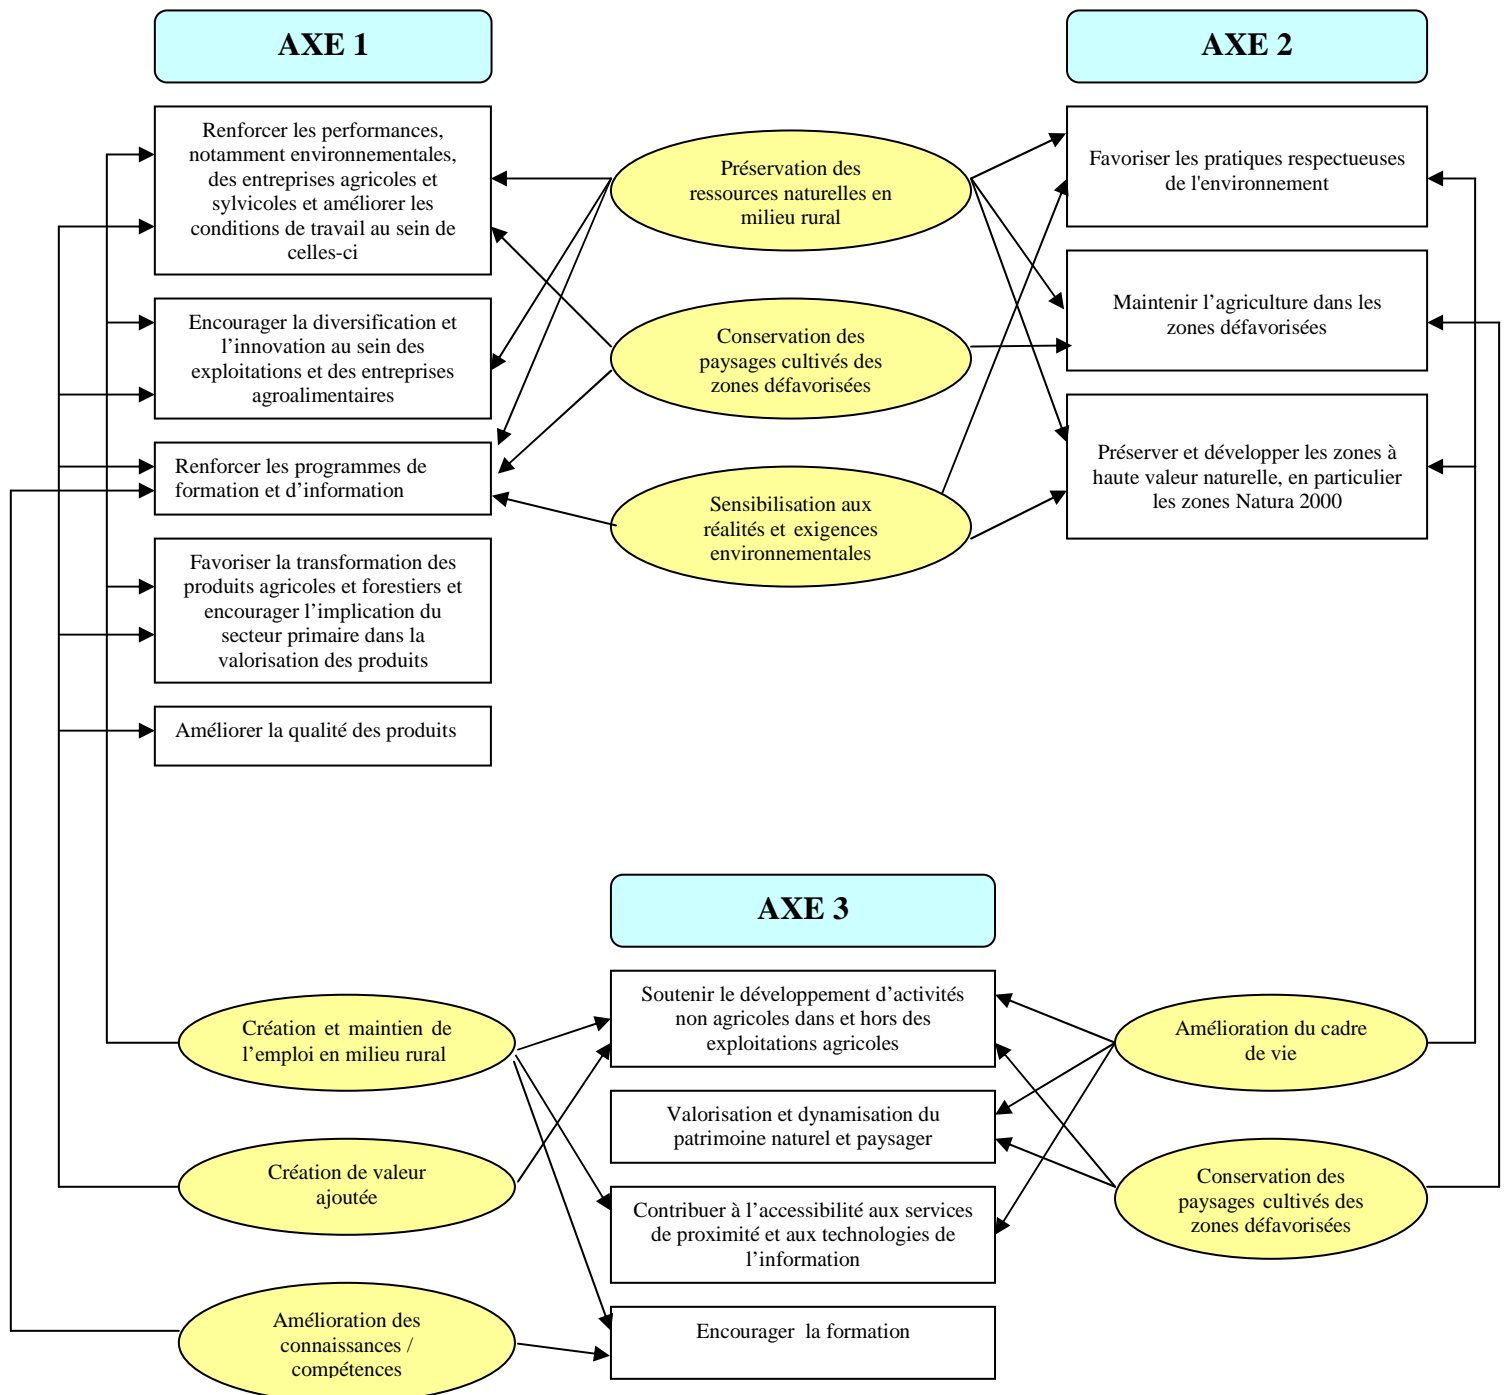 AXE 1
AXE 2
Renforcer les performances,
notamment environnementales,
des entreprises agricoles et
sylvicoles et améliorer les
conditions de travail au sein de
celles-ci
Encourager la diversification et
l’innovation au sein des
exploitations et des entreprises
agroalimentaires
Renforcer les programmes de
formation et d’information
Favoriser la transformation des
produits agricoles et forestiers et
encourager l’implication du
secteur primaire dans la
valorisation des produits
Améliorer la qualité des produits
Préservation des
ressources naturelles en
milieu rural
Conservation des
paysages cultivés des
zones défavorisées
Sensibilisation aux
réalités et exigences
environnementales
Favoriser les pratiques respectueuses
de l'environnement
Maintenir l’agriculture dans les
zones défavorisées
Préserver et développer les zones à
haute valeur naturelle, en particulier
les zones Natura 2000
AXE 3
Création et maintien de
l’emploi en milieu rural
Création de valeur
ajoutée
Amélioration des
connaissances /
compétences
Soutenir le développement d’activités
non agricoles dans et hors des
exploitations agricoles
Valorisation et dynamisation du
patrimoine naturel et paysager
Contribuer à l’accessibilité aux services
de proximité et aux technologies de
l’information
Encourager la formation
Amélioration du cadre
de vie
Conservation des
paysages cultivés des
zones défavorisées